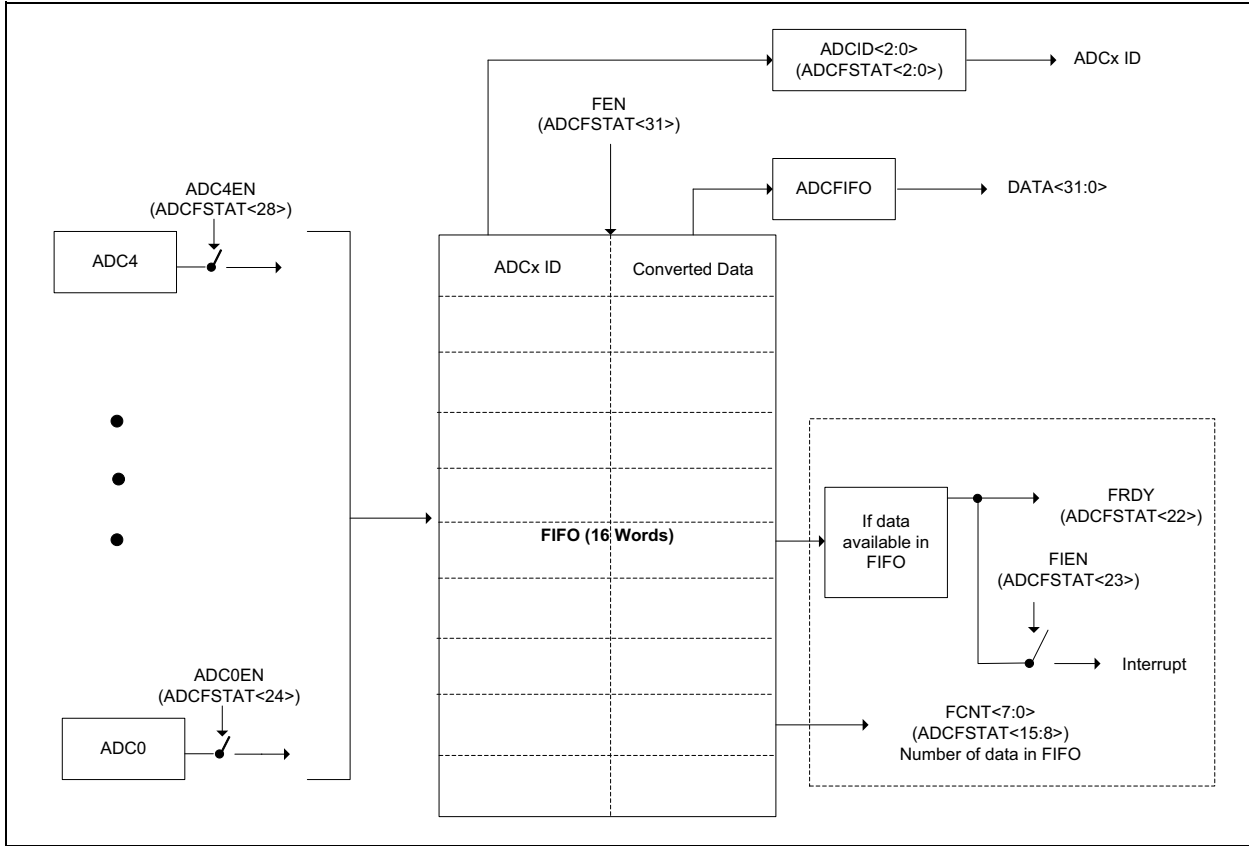 ADCID<2:0>
(ADCFSTAT<2:0>)
ADCx ID
FEN
(ADCFSTAT<31>)
ADCFIFO
DATA<31:0>
ADC4EN
(ADCFSTAT<28>)
ADC4
ADCx ID
Converted Data
FIFO (16 Words)
If data
available in
FIFO
FRDY
(ADCFSTAT<22>)
FIEN
(ADCFSTAT<23>)
Interrupt
ADC0EN
(ADCFSTAT<24>)
ADC0
FCNT<7:0>
(ADCFSTAT<15:8>)
Number of data in FIFO